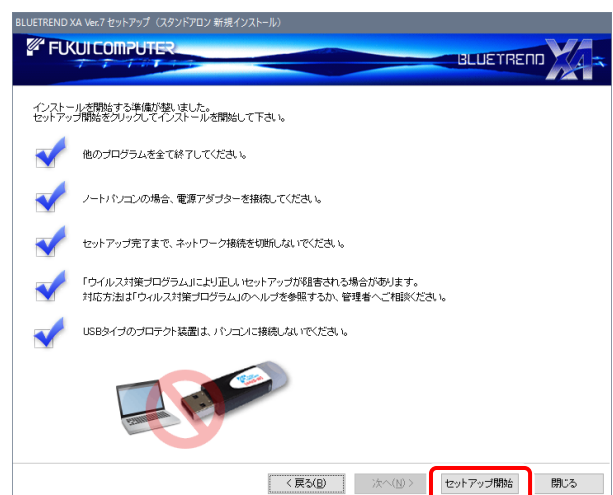 BLUETREND XA Ver.7 セットアップ（スタンドアロン 新規インストール）
FUKUI COMPUTER
BLUETREND XA
インストールを開始する準備が整いました。
セットアップ開始をクリックしてインストールを開始して下さい。
他のプログラムを全て終了してください。
ノートパソコンの場合、電源アダプターを接続してください。
セットアップ完了まで、ネットワーク接続を切断しないでください。
「ウイルス対策プログラム」により正しいセットアップが阻害される場合があります。
対応方法は「ウィルス対策プログラム」のヘルプを参照するか、管理者へご相談ください。
USBタイプのプロテクト装置は、パソコンに接続しないでください。
< 戻る(B)
次へ(N) >
セットアップ開始
閉じる